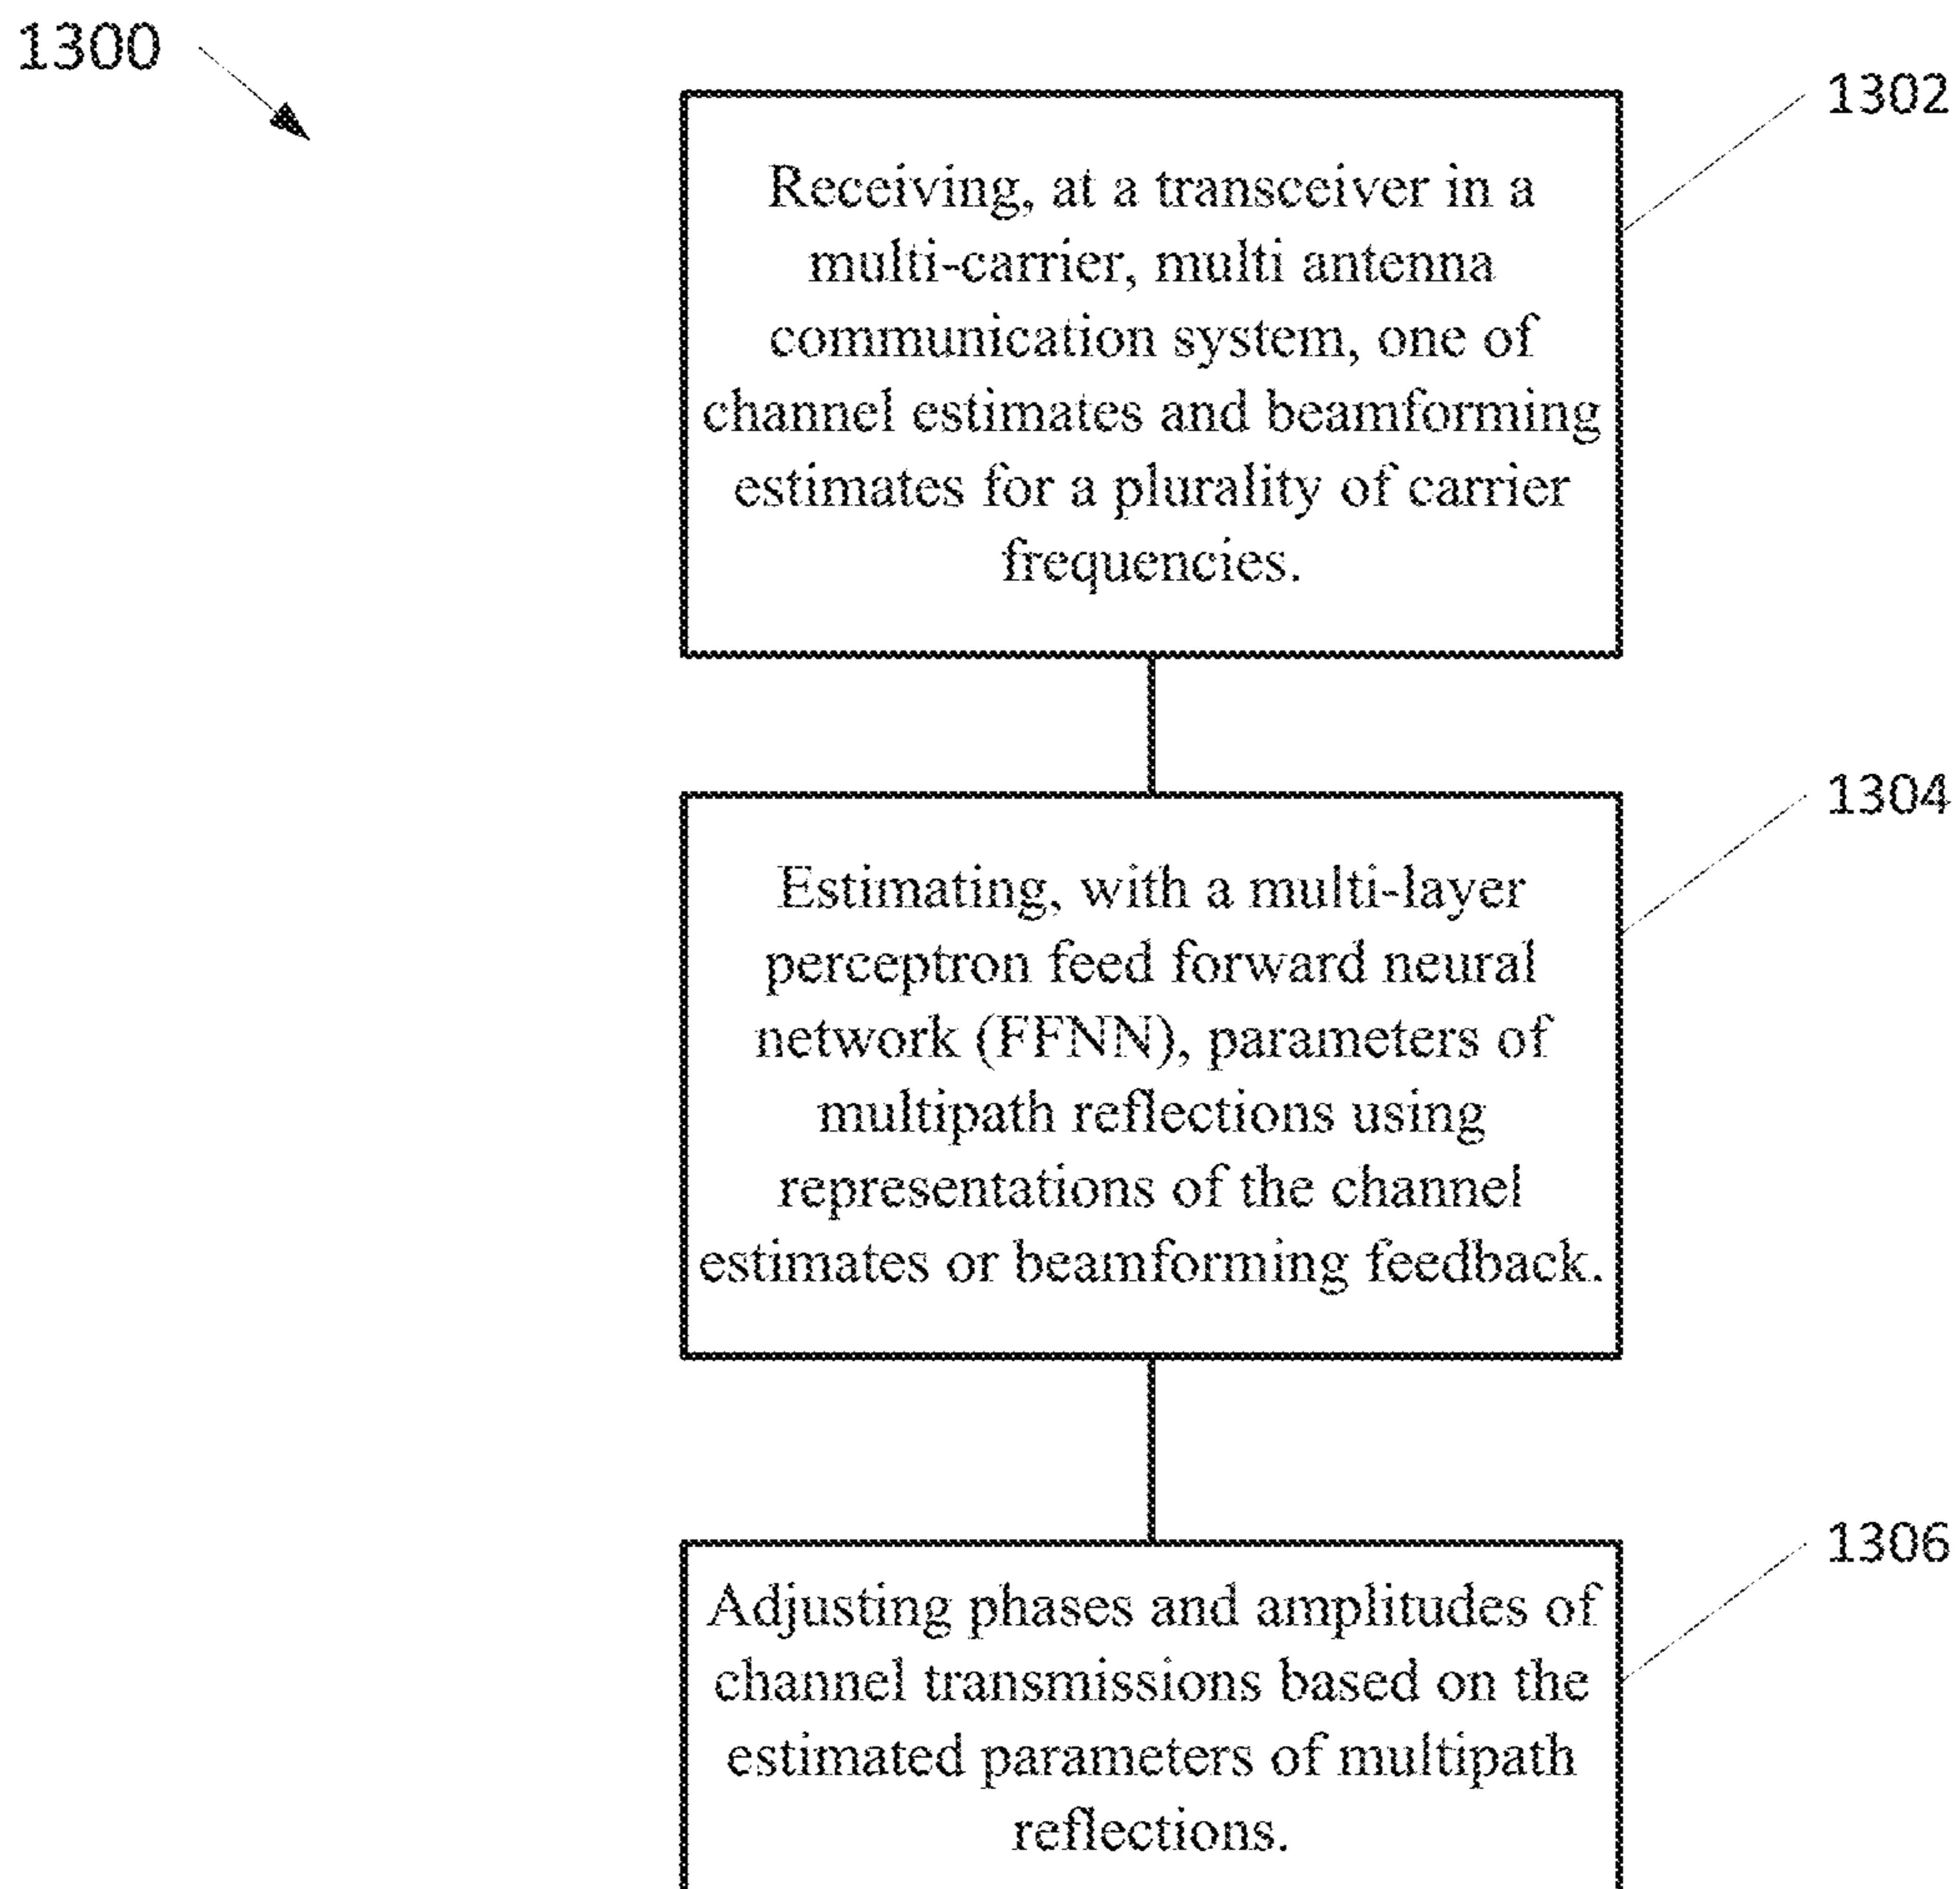 1300
1302
Receiving, at a transceiver in a
multi-carrier, multi antenna
communication system, one of
channel estimates and beamforming
estimates for a plurality of carrier
frequencies.
1304
Estimating, with a multi-layer
perceptron feed forward neural
network (FFNN), parameters of
multipath reflections using
representations of the channel
estimates or beamforming feedback.
1306
Adjusting phases and amplitudes of
channel transmissions based on the
estimated parameters of multipath
reflections.